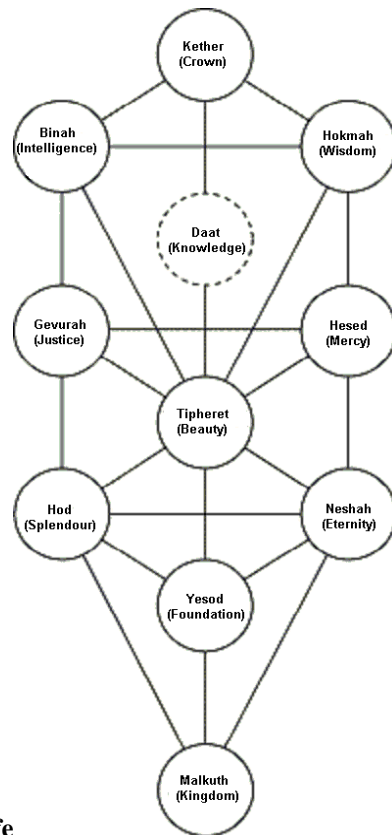 Kether
(Crown)
Binah
(Intelligence)
Hokmah
(Wisdom)
Daat
(Knowledge)
Gevurah
(Justice)
Hesed
(Mercy)
Tipheret
(Beauty)
Hod
(Splendour)
Neshah
(Eternity)
Yesod
(Foundation)
Malkuth
(Kingdom)
fe